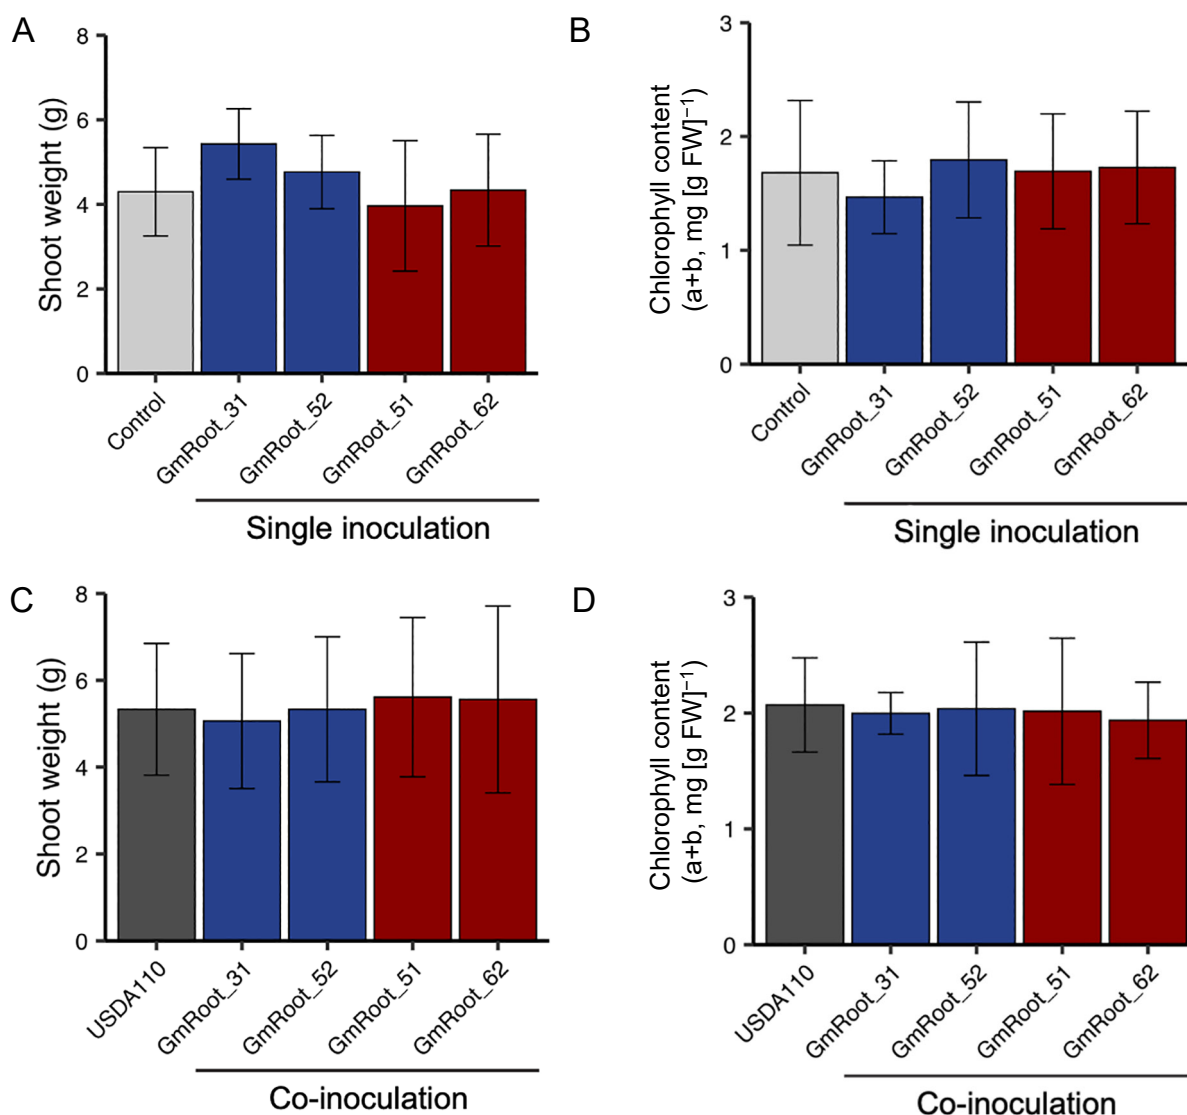 A
Shoot weight (g)
8
6
4
2
0
Control
GmRoot_31
GmRoot_52
GmRoot_51
GmRoot_62
Single inoculation
B
Chlorophyll content
(a+b, mg [g FW]⁻¹)
3
2
1
0
Control
GmRoot_31
GmRoot_52
GmRoot_51
GmRoot_62
Single inoculation
C
Shoot weight (g)
8
6
4
2
0
USDA110
GmRoot_31
GmRoot_52
GmRoot_51
GmRoot_62
Co-inoculation
D
Chlorophyll content
(a+b, mg [g FW]⁻¹)
3
2
1
0
USDA110
GmRoot_31
GmRoot_52
GmRoot_51
GmRoot_62
Co-inoculation